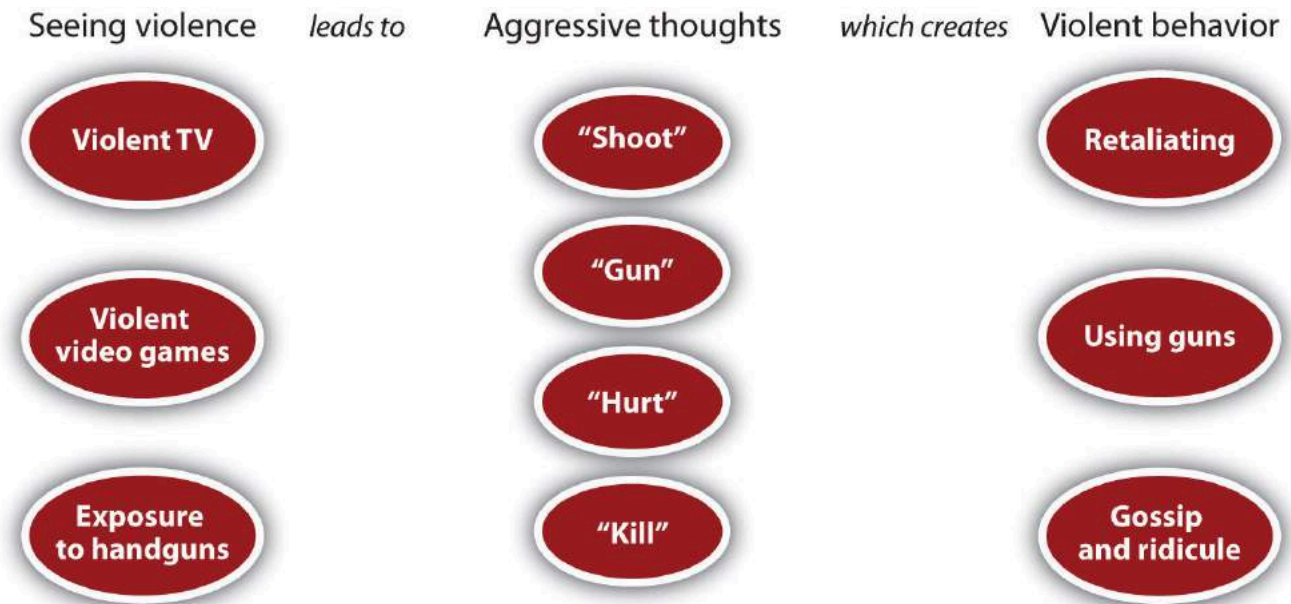 Seeing violence leads to Aggressive thoughts which creates Violent behavior
Violent TV
Violent
video games
Exposure
to handguns
“Shoot”
“Gun”
“Hurt”
“Kill”
Retaliating
Using guns
Gossip
and ridicule